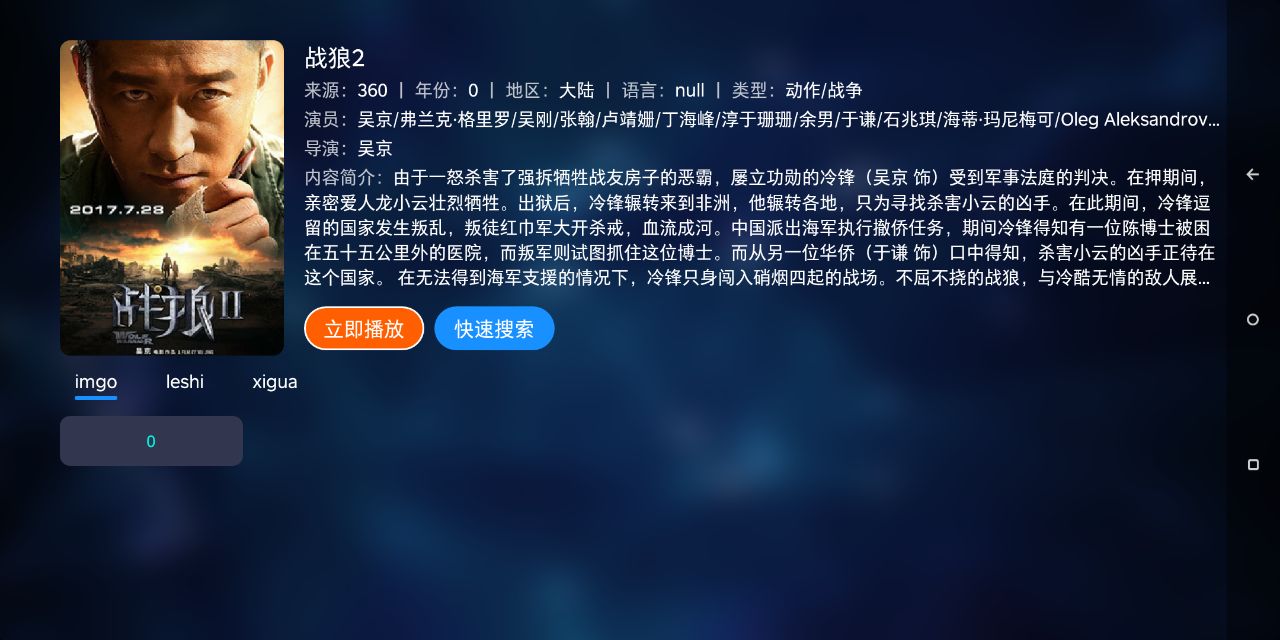 战狼2
来源：360 | 年份：0 | 地区：大陆 | 语言：null | 类型：动作/战争
演员：吴京/弗兰克·格里罗/吴刚/张翰/卢靖姗/丁海峰/淳于珊珊/余男/于谦/石兆琪/海蒂·玛尼梅可/Oleg Aleksandrov...
导演：吴京
内容简介：由于一怒杀害了强拆牺牲战友房子的恶霸，屡立功勋的冷锋（吴京 饰）受到军事法庭的判决。在押期间，
亲密爱人龙小云壮烈牺牲。出狱后，冷锋辗转来到非洲，他辗转各地，只为寻找杀害小云的凶手。在此期间，冷锋逗
留的国家发生叛乱，叛徒红巾军大开杀戒，血流成河。中国派出海军执行撤侨任务，期间冷锋得知有一位陈博士被困
在五十五公里外的医院，而叛军则试图抓住这位博士。而从另一位华侨（于谦 饰）口中得知，杀害小云的凶手正待在
这个国家。 在无法得到海军支援的情况下，冷锋只身闯入硝烟四起的战场。不屈不挠的战狼，与冷酷无情的敌人展...
2017.7.28
战狼II
立即播放 快速搜索
imgo leshi xigua
0